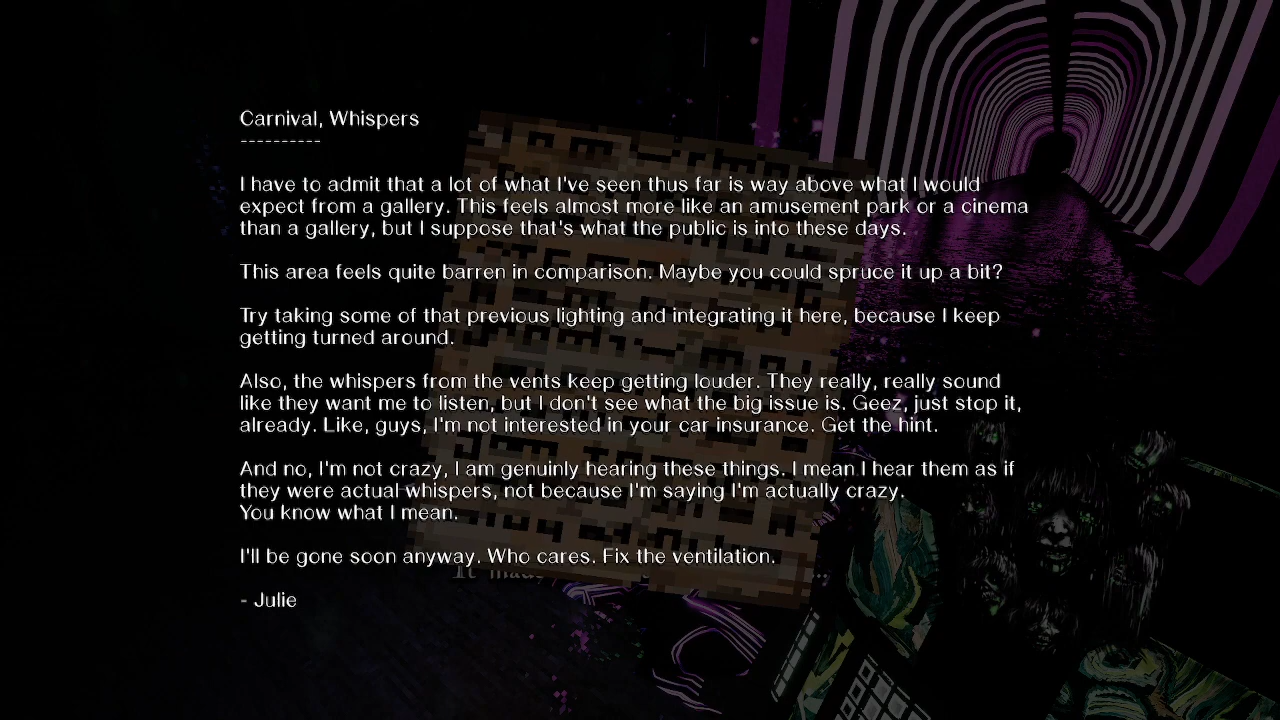 Carnival, Whispers
----------
I have to admit that a lot of what I've seen thus far is way above what I would
expect from a gallery. This feels almost more like an amusement park or a cinema
than a gallery, but I suppose that's what the public is into these days.
This area feels quite barren in comparison. Maybe you could spruce it up a bit?
Try taking some of that previous lighting and integrating it here, because I keep
getting turned around.
Also, the whispers from the vents keep getting louder. They really, really sound
like they want me to listen, but I don't see what the big issue is. Geez, just stop it,
already. Like, guys, I'm not interested in your car insurance. Get the hint.
And no, I'm not crazy, I am genuinly hearing these things. I mean I hear them as if
they were actual whispers, not because I'm saying I'm actually crazy.
You know what I mean.
I'll be gone soon anyway. Who cares. Fix the ventilation.
It made
- Julie